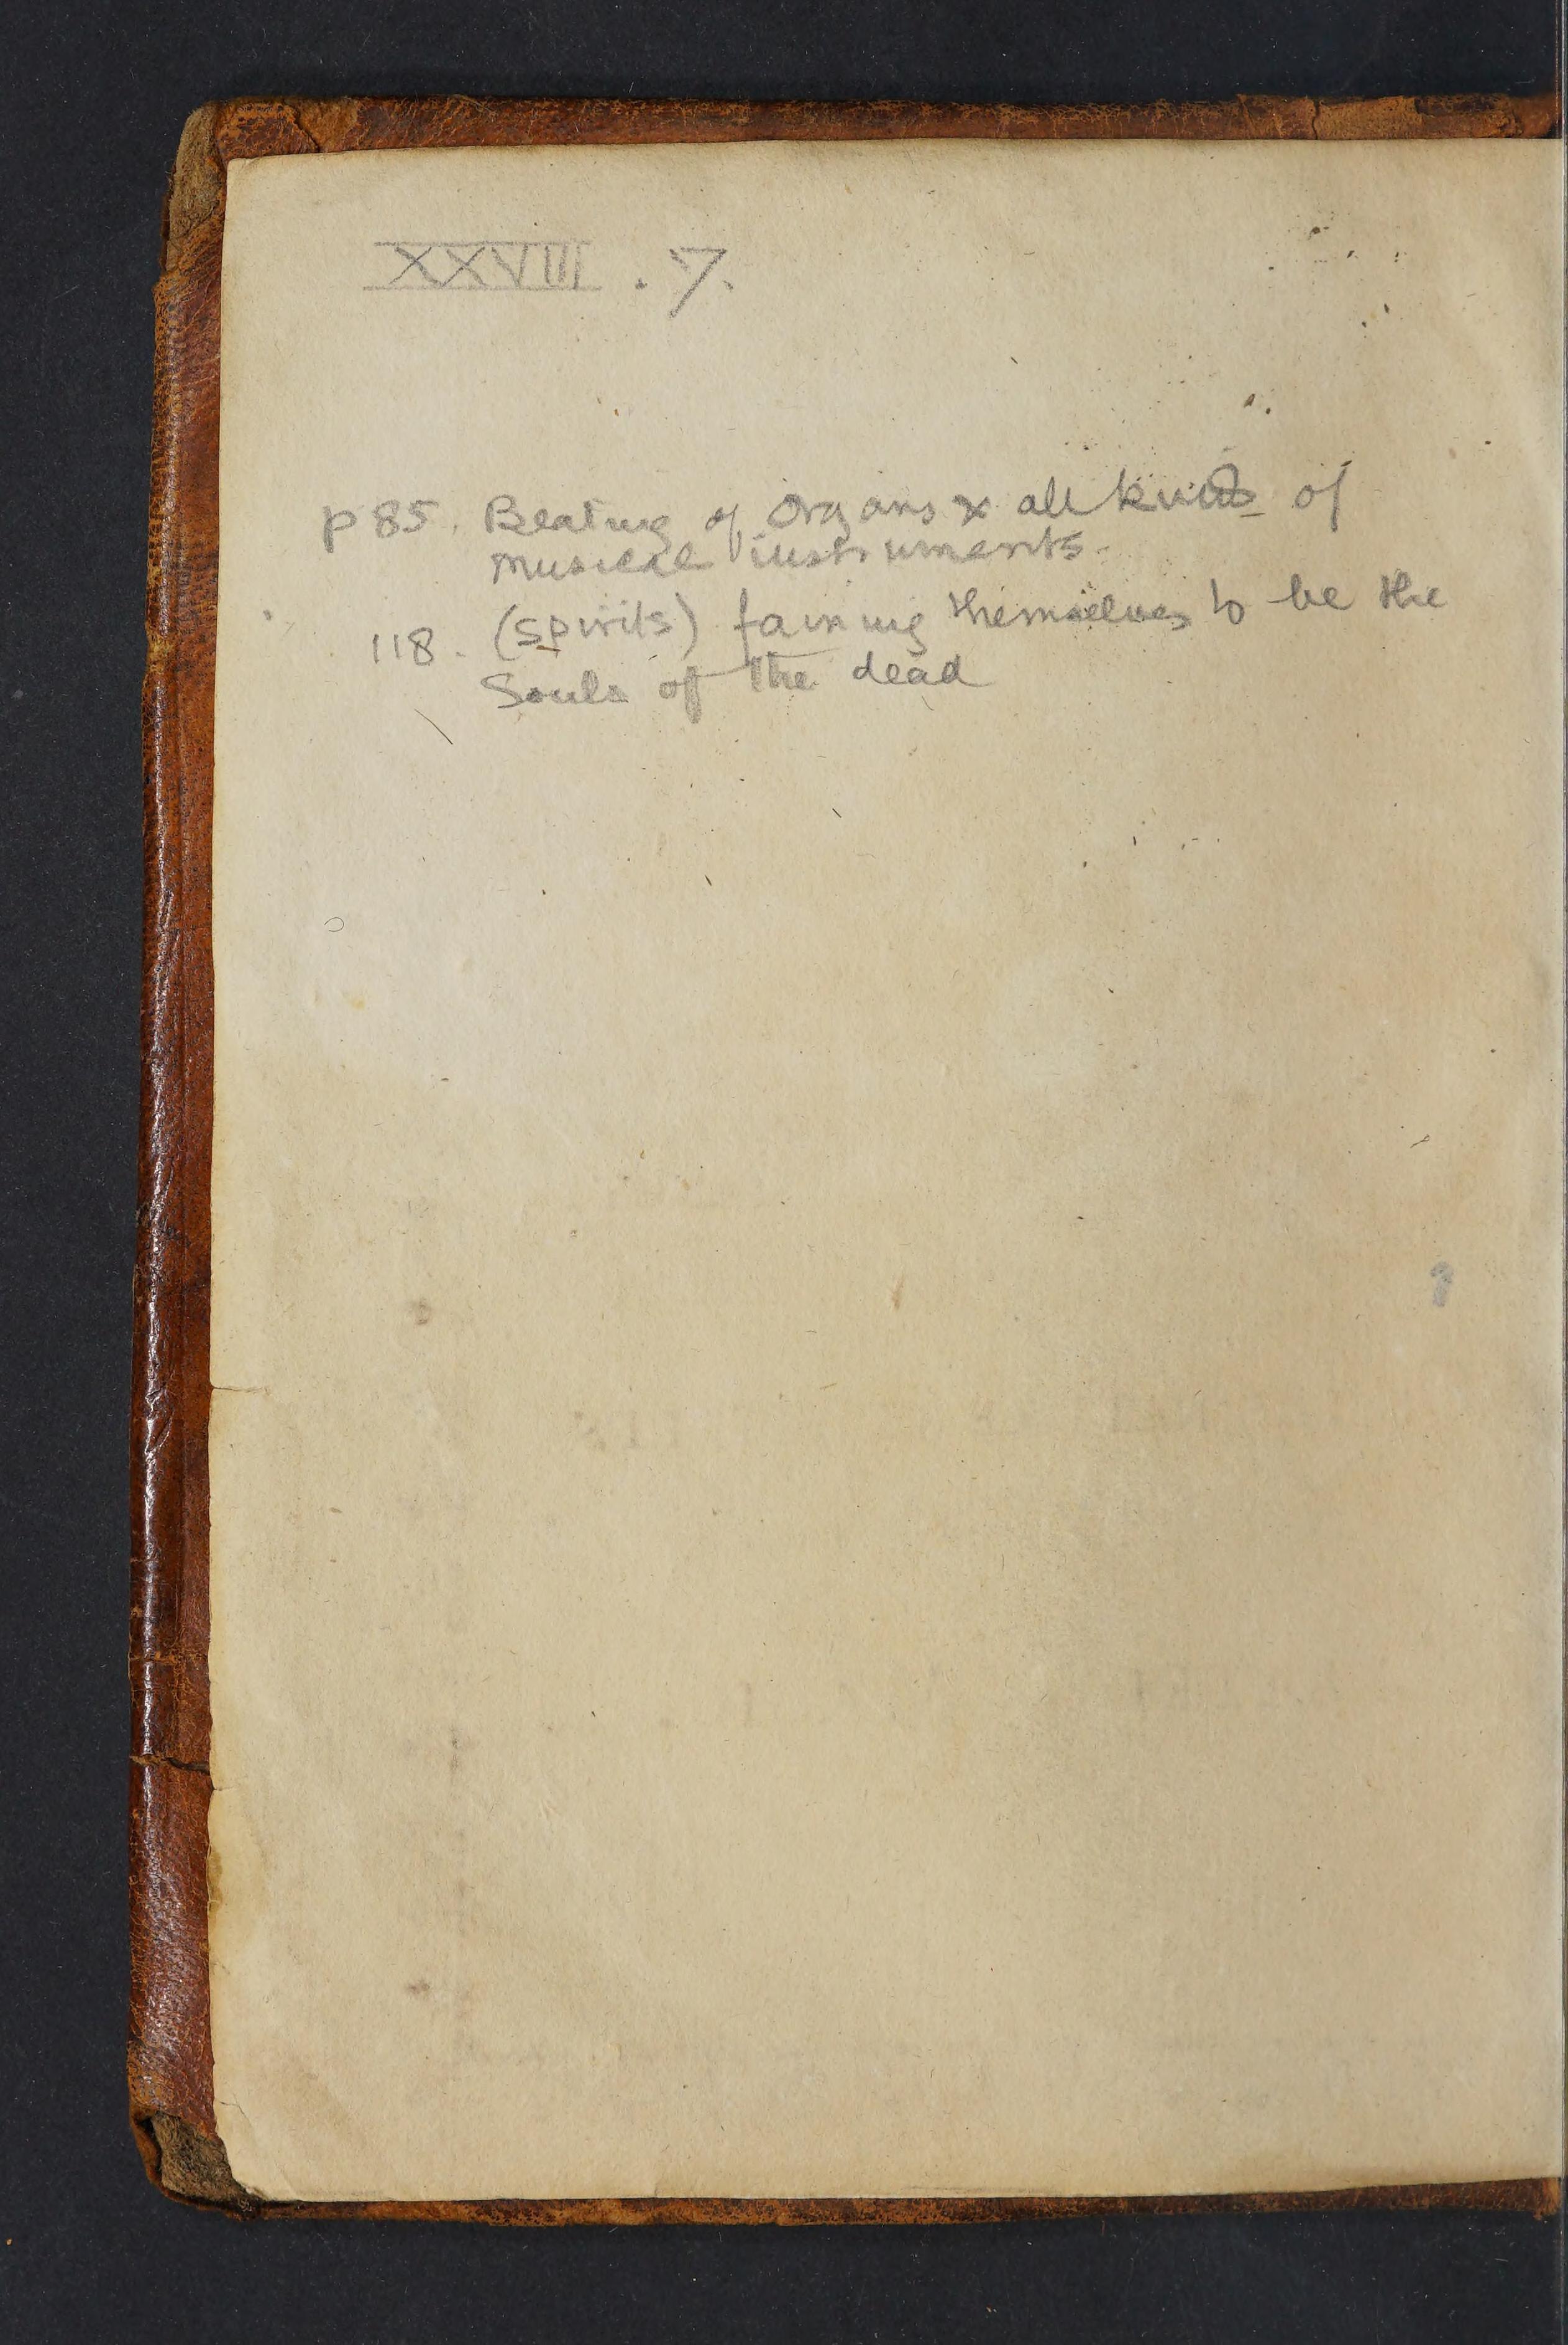 XXVIII . 7.
p 85. Beating of Organs & all kinds of
musical instruments.
118. (spirits) faining themselves to be the
Souls of the dead